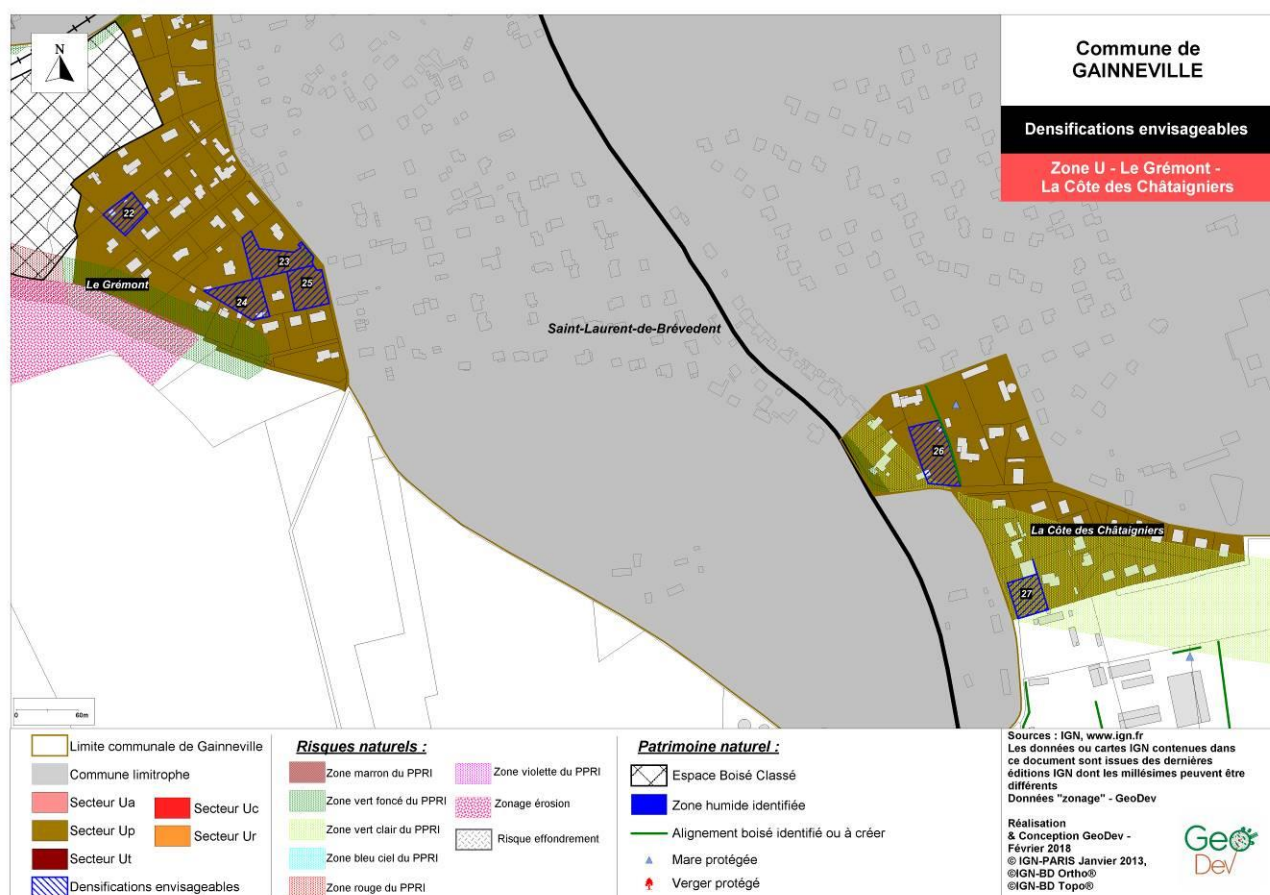 N
Commune de
GAINNEVILLE
Densifications envisageables
Zone U - Le Grémont -
La Côte des Châtaigniers
22
23
24
25
Le Grémont
Saint-Laurent-de-Brévedent
26
La Côte des Châtaigniers
27
0
60m
Limite communale de Gainneville
Commune limitrophe
Secteur Ua
Secteur Uc
Secteur Up
Secteur Ur
Secteur Ut
Densifications envisageables
Risques naturels :
Zone marron du PPRI
Zone violette du PPRI
Zone vert foncé du PPRI
Zonage érosion
Zone vert clair du PPRI
Risque effondrement
Zone bleu ciel du PPRI
Zone rouge du PPRI
Patrimoine naturel :
Espace Boisé Classé
Zone humide identifiée
Alignement boisé identifié ou à créer
Mare protégée
Verger protégé
Sources : IGN, www.ign.fr
Les données ou cartes IGN contenues dans
ce document sont issues des dernières
éditions IGN dont les millésimes peuvent être
différents
Données "zonage" - GeoDev
Réalisation
& Conception GeoDev -
Février 2018
© IGN-PARIS Janvier 2013,
©IGN-BD Ortho®
©IGN-BD Topo®
Geo
Dev